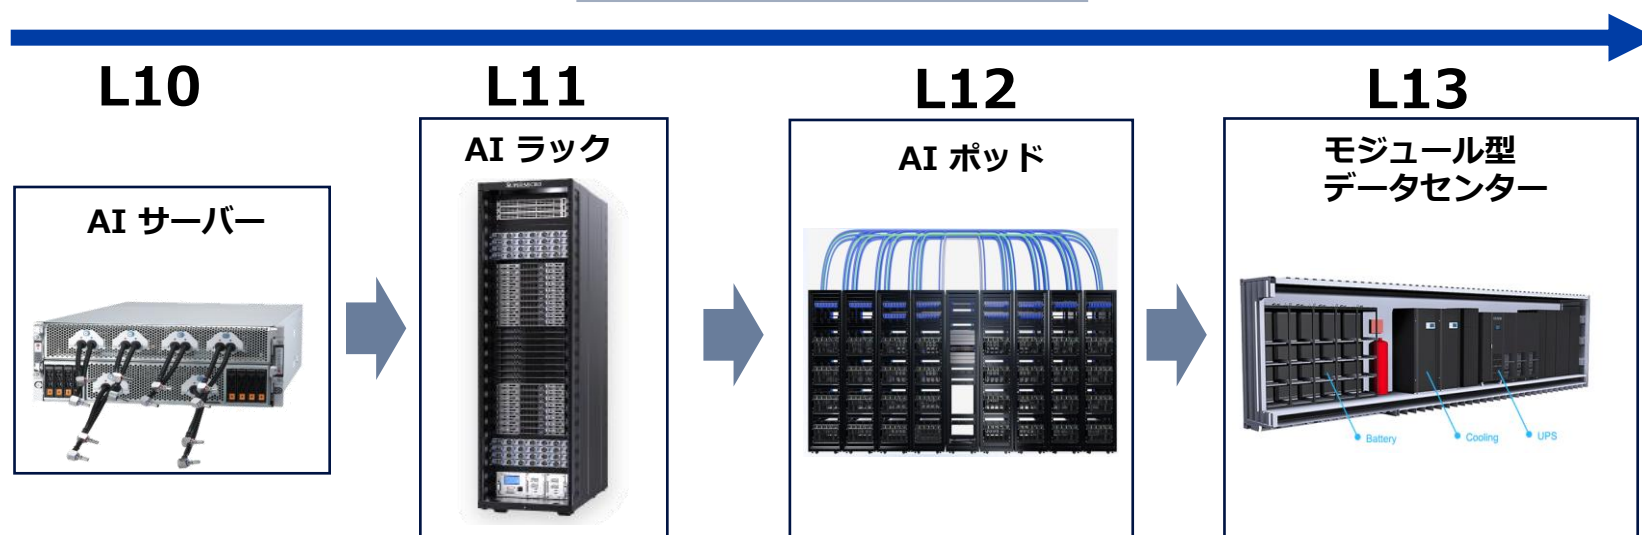 L10
L11
L12
L13
AI サーバー
AI ラック
AI ポッド
モジュール型
データセンター
SUPERMICRO
Battery
Cooling
UPS